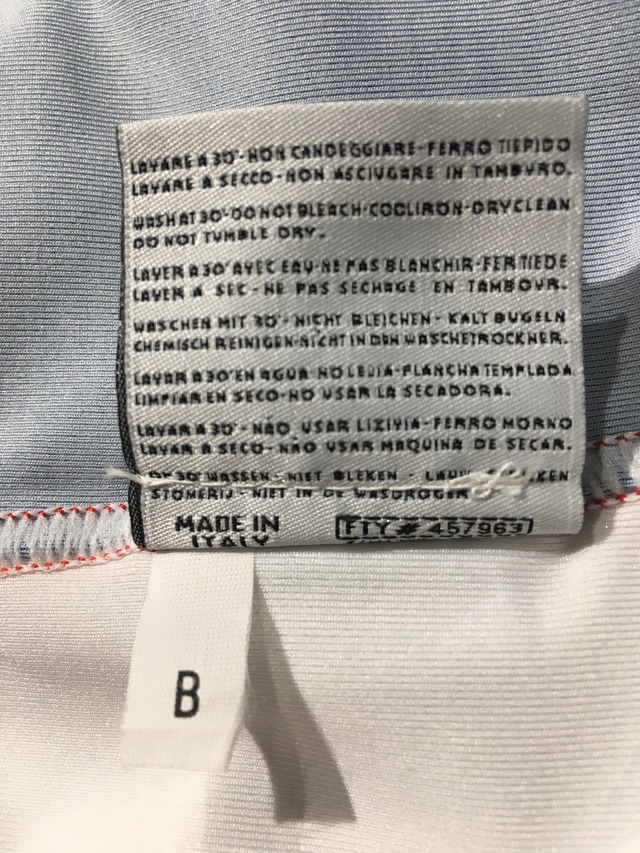 LAVARE A 30°-NON CANDEGGIARE-FERRO TIEPIDO
LAVARE A SECCO-NON ASCIUGARE IN TAMBVRO.
WASH AT 30°-DO NOT BLEACH-COOL IRON-DRYCLEAN
DO NOT TUMBLE DRY.
LAVER A 30° AVEC EAU-NE PAS BLANCHIR-FER TIEDE
LAVER A SEC-NE PAS SECHAGE EN TAMBOUR.
WASCHEN MIT 30°-NICHT BLEICHEN-KALT BUGELN
CHEMISCH REINIGEN-NICHT IN DEN WASCHETROCKNER.
LAVAR A 30° EN AGUA NO LEJIA-PLANCHA TEMPLADA
LIMPIAR EN SECO-NO USAR LA SECADORA.
LAVAR A 30°-NÃO USAR LIXIVIA-FERRO MORNO
LAVAR A SECO-NÃO USAR MAQUINA DE SECAR.
30° WASSEN-NIET BLEKEN-
STOMERIJ-NIET IN DE WASDROGER
MADE IN
ITALY
FTY # 457963
B